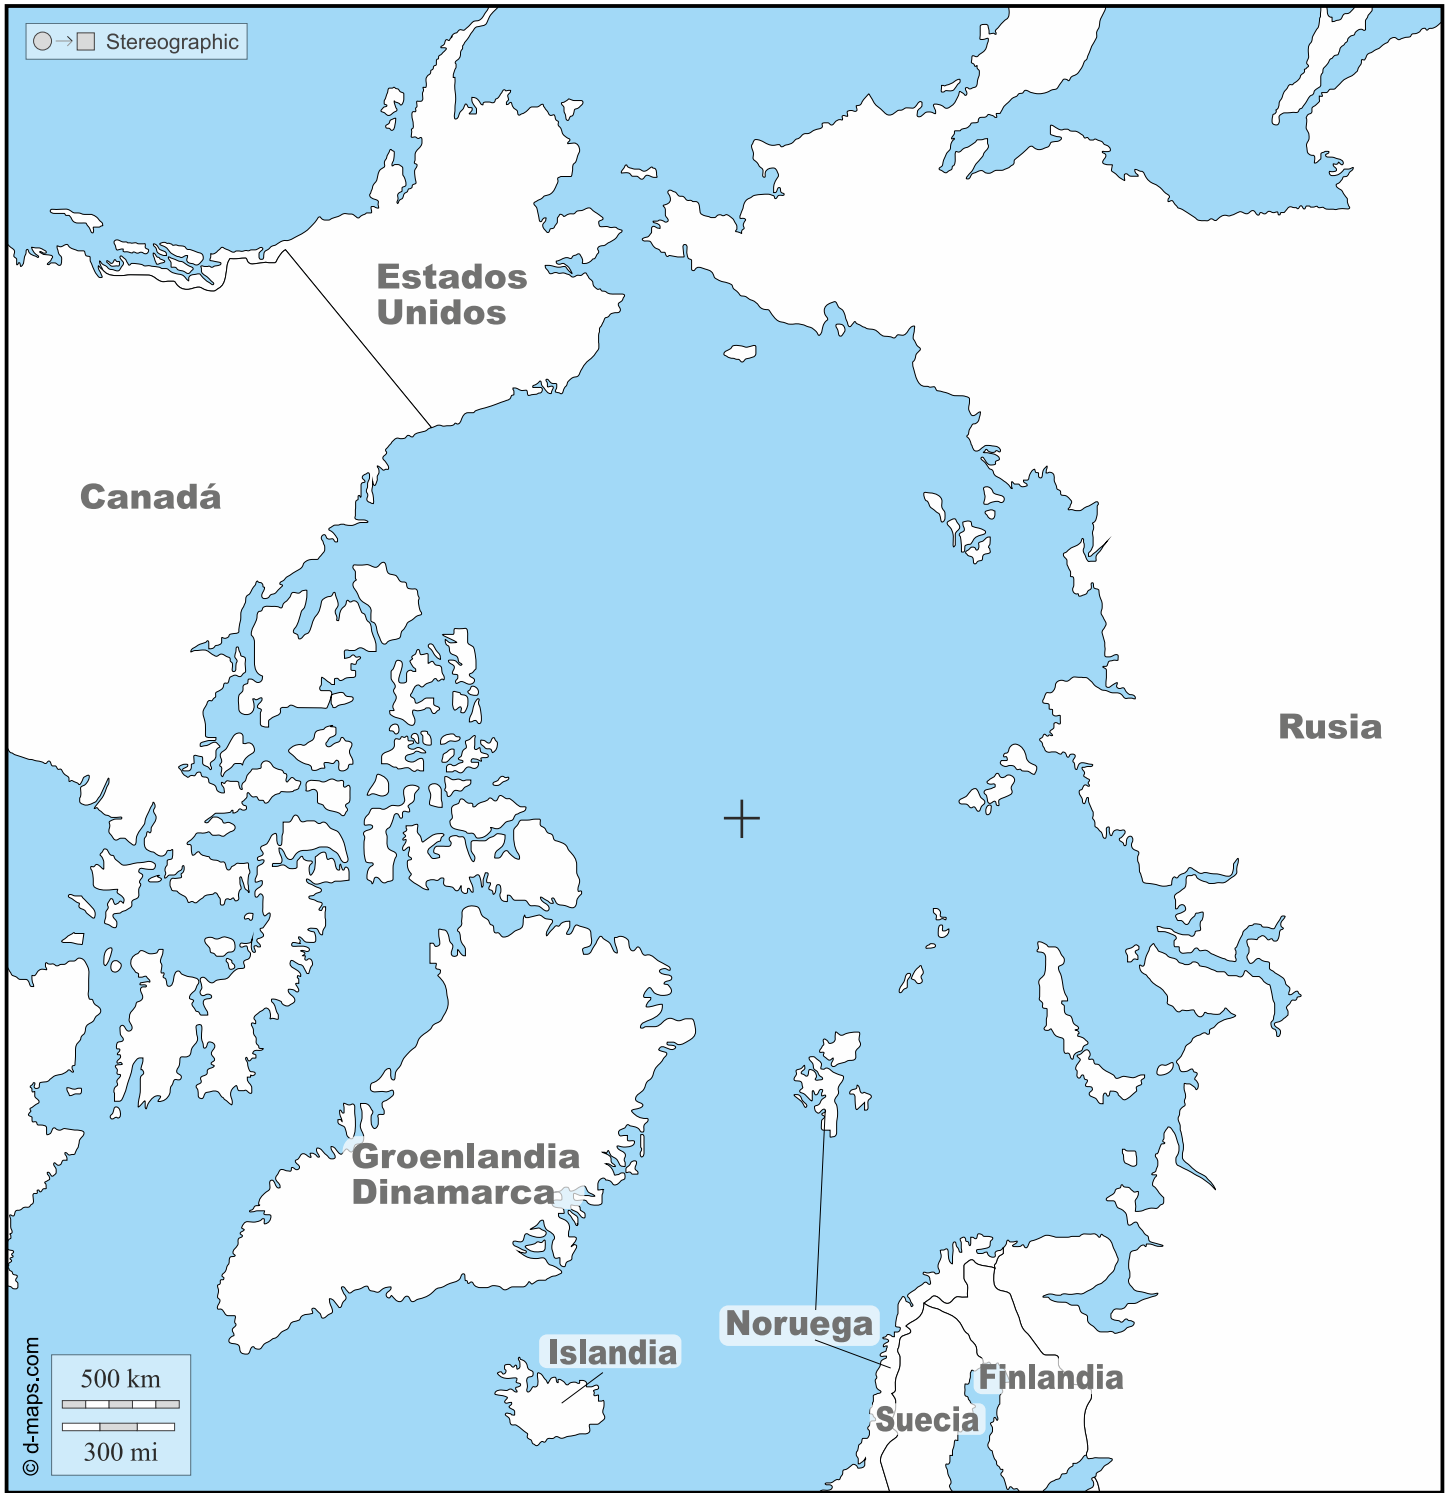 Stereographic
Estados
Unidos
Canadá
Rusia
Groenlandia
Dinamarca
Noruega
Islandia
Finlandia
Suecia
500 km
300 mi
© d-maps.com